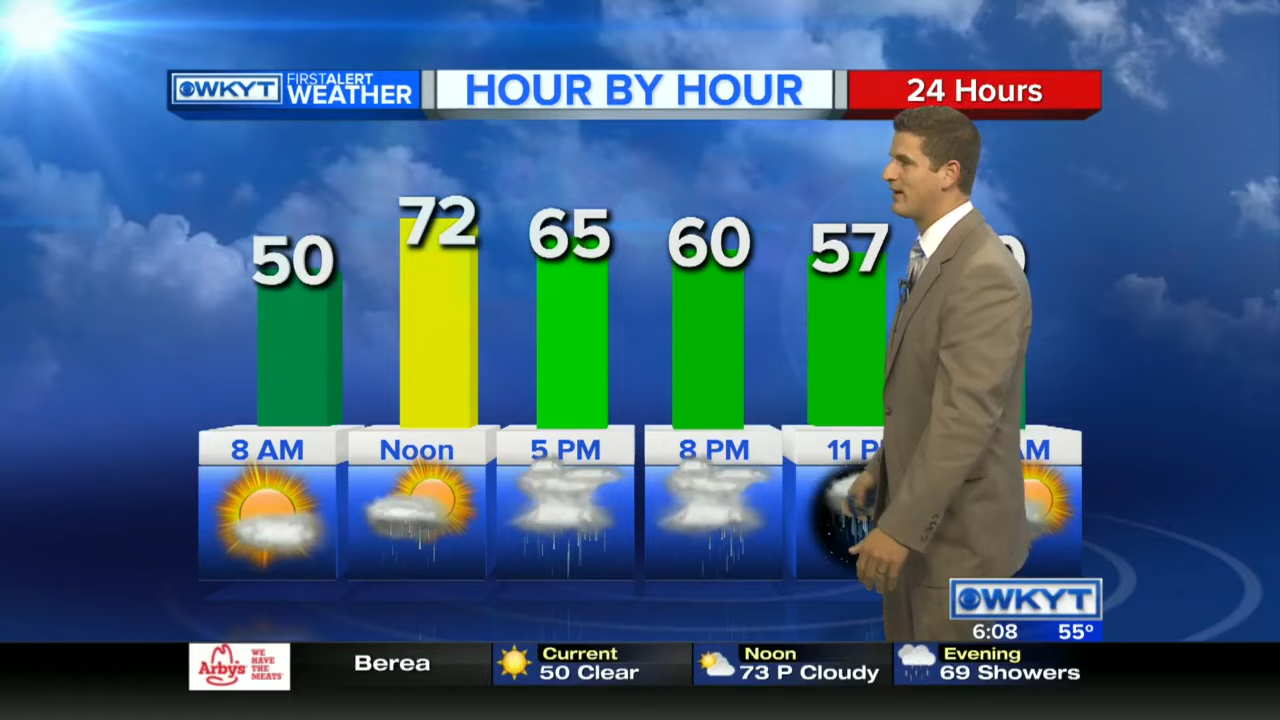 WKYT FIRST ALERT WEATHER
HOUR BY HOUR
24 Hours
50
72
65
60
57
8 AM
Noon
5 PM
8 PM
11 P
AM
WKYT
6:08 55°
Arby's WE HAVE THE MEATS
Berea
Current
50 Clear
Noon
73 P Cloudy
Evening
69 Showers